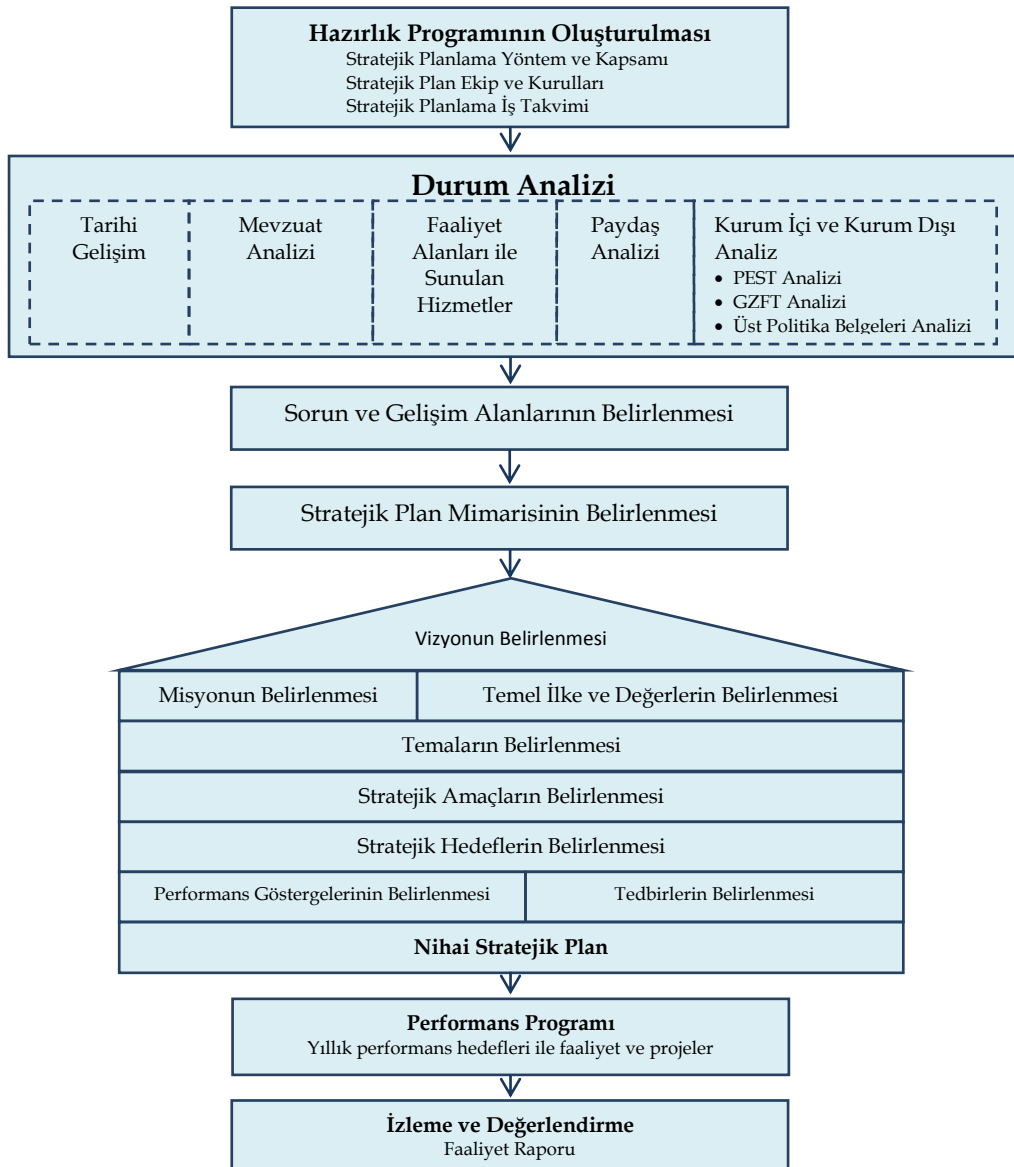 Hazırlık Programının Oluşturulması
Stratejik Planlama Yöntem ve Kapsamı
Stratejik Plan Ekip ve Kurulları
Stratejik Planlama İş Takvimi
Durum Analizi
Tarihi
Gelişim
Mevzuat
Analizi
Faaliyet
Alanları ile
Sunulan
Hizmetler
Paydaş
Analizi
Kurum İçi ve Kurum Dışı
Analiz
• PEST Analizi
• GZFT Analizi
• Üst Politika Belgeleri Analizi
Sorun ve Gelişim Alanlarının Belirlenmesi
Stratejik Plan Mimarisinin Belirlenmesi
Vizyonun Belirlenmesi
Misyonun Belirlenmesi
Temel İlke ve Değerlerin Belirlenmesi
Temaların Belirlenmesi
Stratejik Amaçların Belirlenmesi
Stratejik Hedeflerin Belirlenmesi
Performans Göstergelerinin Belirlenmesi
Tedbirlerin Belirlenmesi
Nihai Stratejik Plan
Performans Programı
Yıllık performans hedefleri ile faaliyet ve projeler
İzleme ve Değerlendirme
Faaliyet Raporu